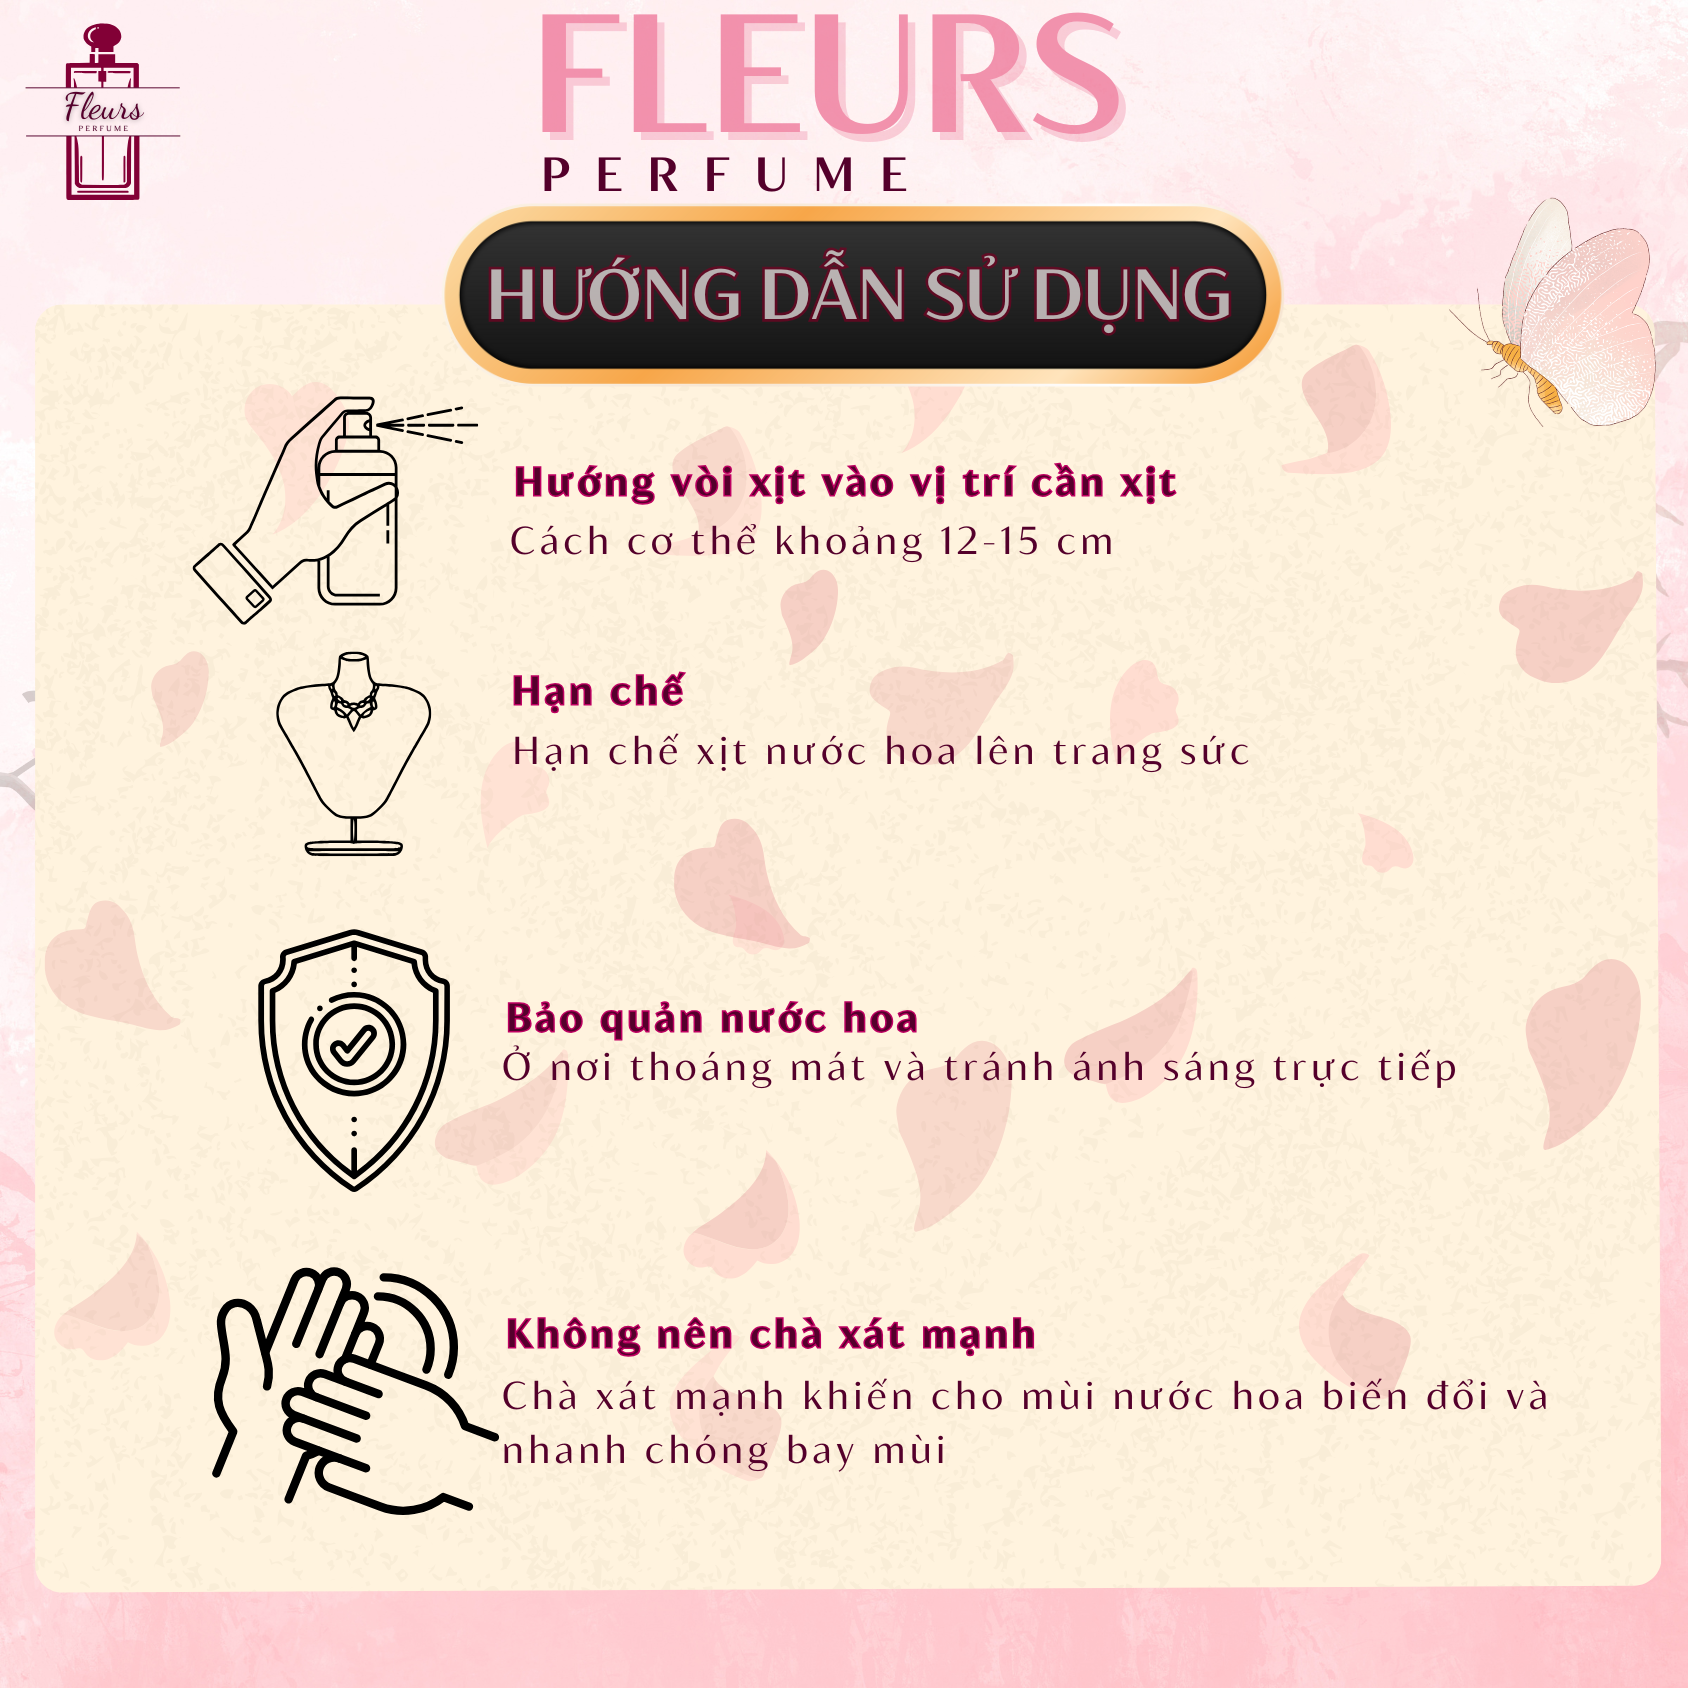 Fleurs
PERFUME
FLEURS
PERFUME
HƯỚNG DẪN SỬ DỤNG
Hướng vòi xịt vào vị trí cần xịt
Cách cơ thể khoảng 12-15 cm
Hạn chế
Hạn chế xịt nước hoa lên trang sức
Bảo quản nước hoa
Ở nơi thoáng mát và tránh ánh sáng trực tiếp
Không nên chà xát mạnh
Chà xát mạnh khiến cho mùi nước hoa biến đổi và
nhanh chóng bay mùi